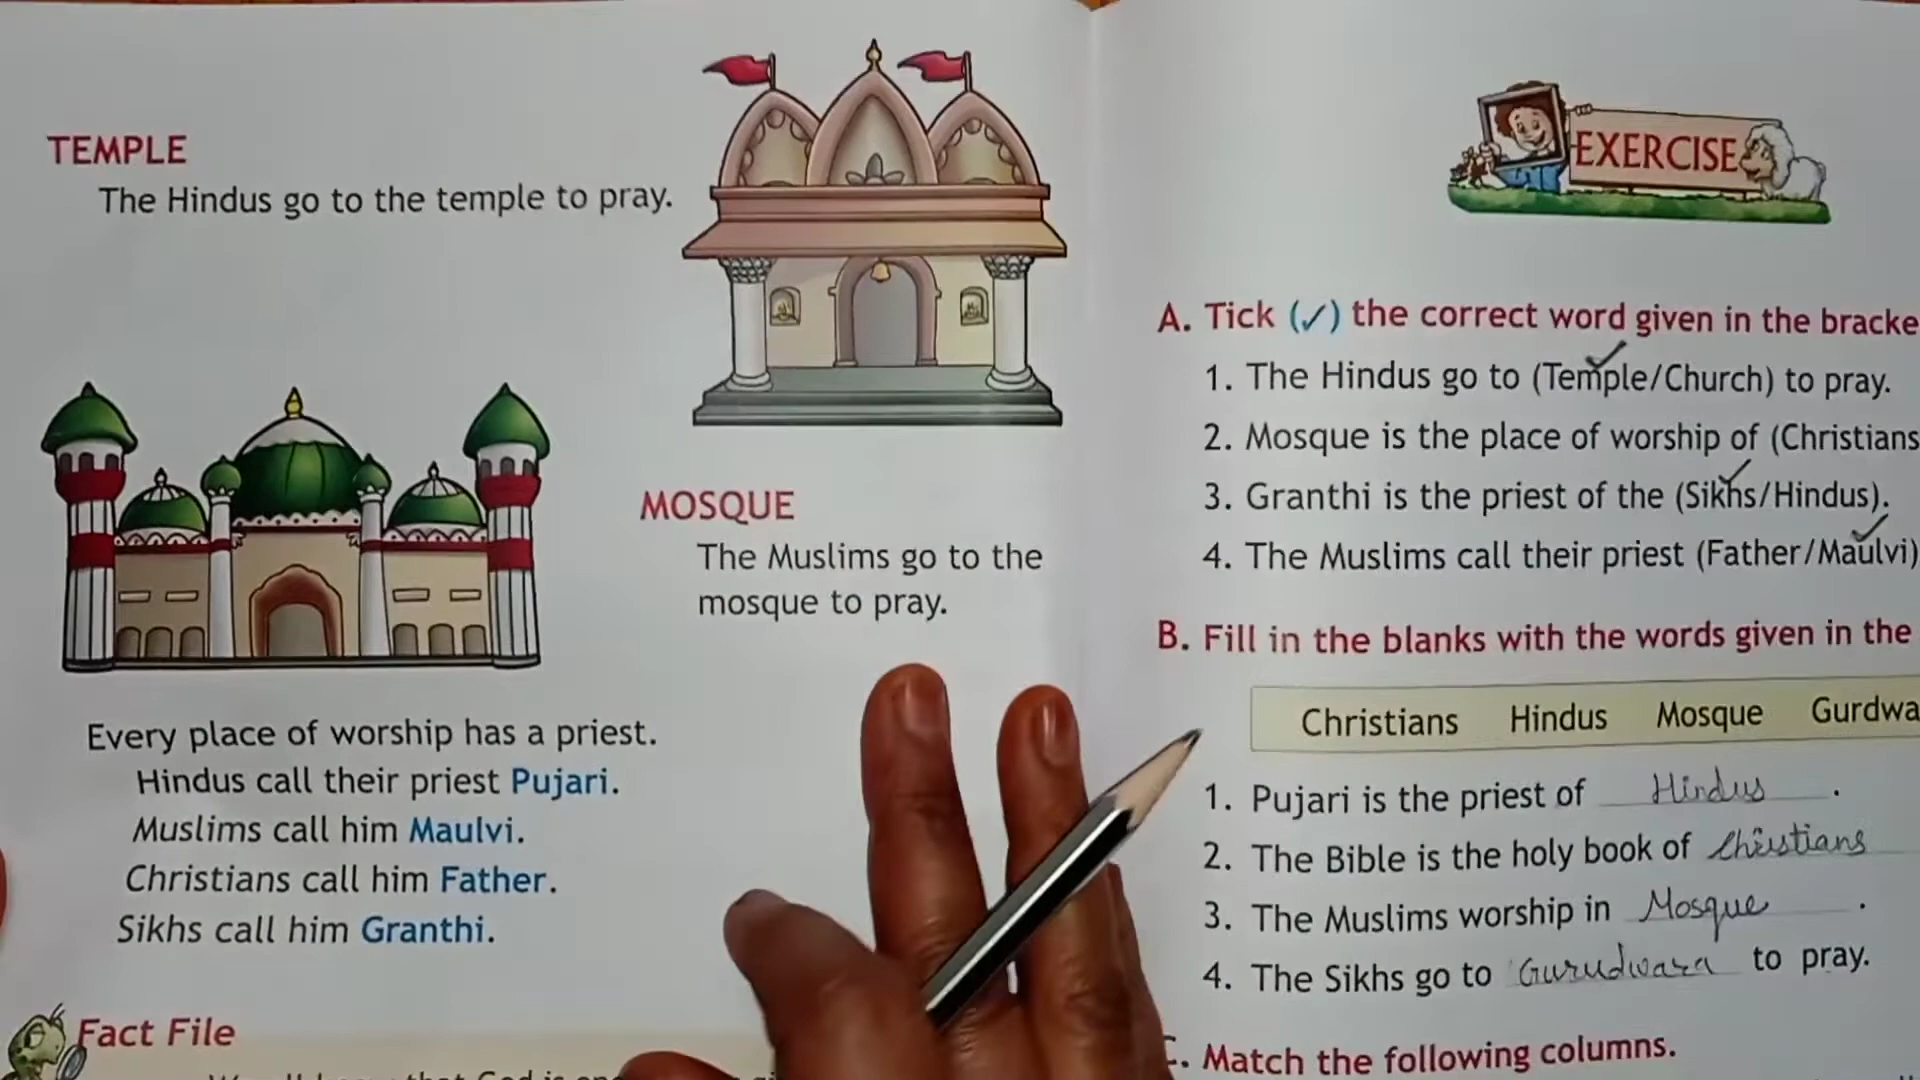 TEMPLE
The Hindus go to the temple to pray.
MOSQUE
The Muslims go to the
mosque to pray.
Every place of worship has a priest.
Hindus call their priest Pujari.
Muslims call him Maulvi.
Christians call him Father.
Sikhs call him Granthi.
Fact File
EXERCISE
A. Tick (✓) the correct word given in the bracke
1. The Hindus go to (Temple/Church) to pray.
2. Mosque is the place of worship of (Christians
3. Granthi is the priest of the (Sikhs/Hindus).
4. The Muslims call their priest (Father/Maulvi)
B. Fill in the blanks with the words given in the
Christians Hindus Mosque Gurdwa
1. Pujari is the priest of Hindus .
2. The Bible is the holy book of Christians
3. The Muslims worship in Mosque .
4. The Sikhs go to Gurudwara to pray.
C. Match the following columns.